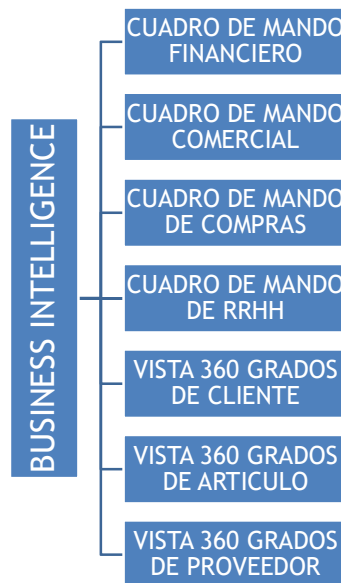 BUSINESS INTELLIGENCE
CUADRO DE MANDO
FINANCIERO
CUADRO DE MANDO
COMERCIAL
CUADRO DE MANDO
DE COMPRAS
CUADRO DE MANDO
DE RRHH
VISTA 360 GRADOS
DE CLIENTE
VISTA 360 GRADOS
DE ARTICULO
VISTA 360 GRADOS
DE PROVEEDOR